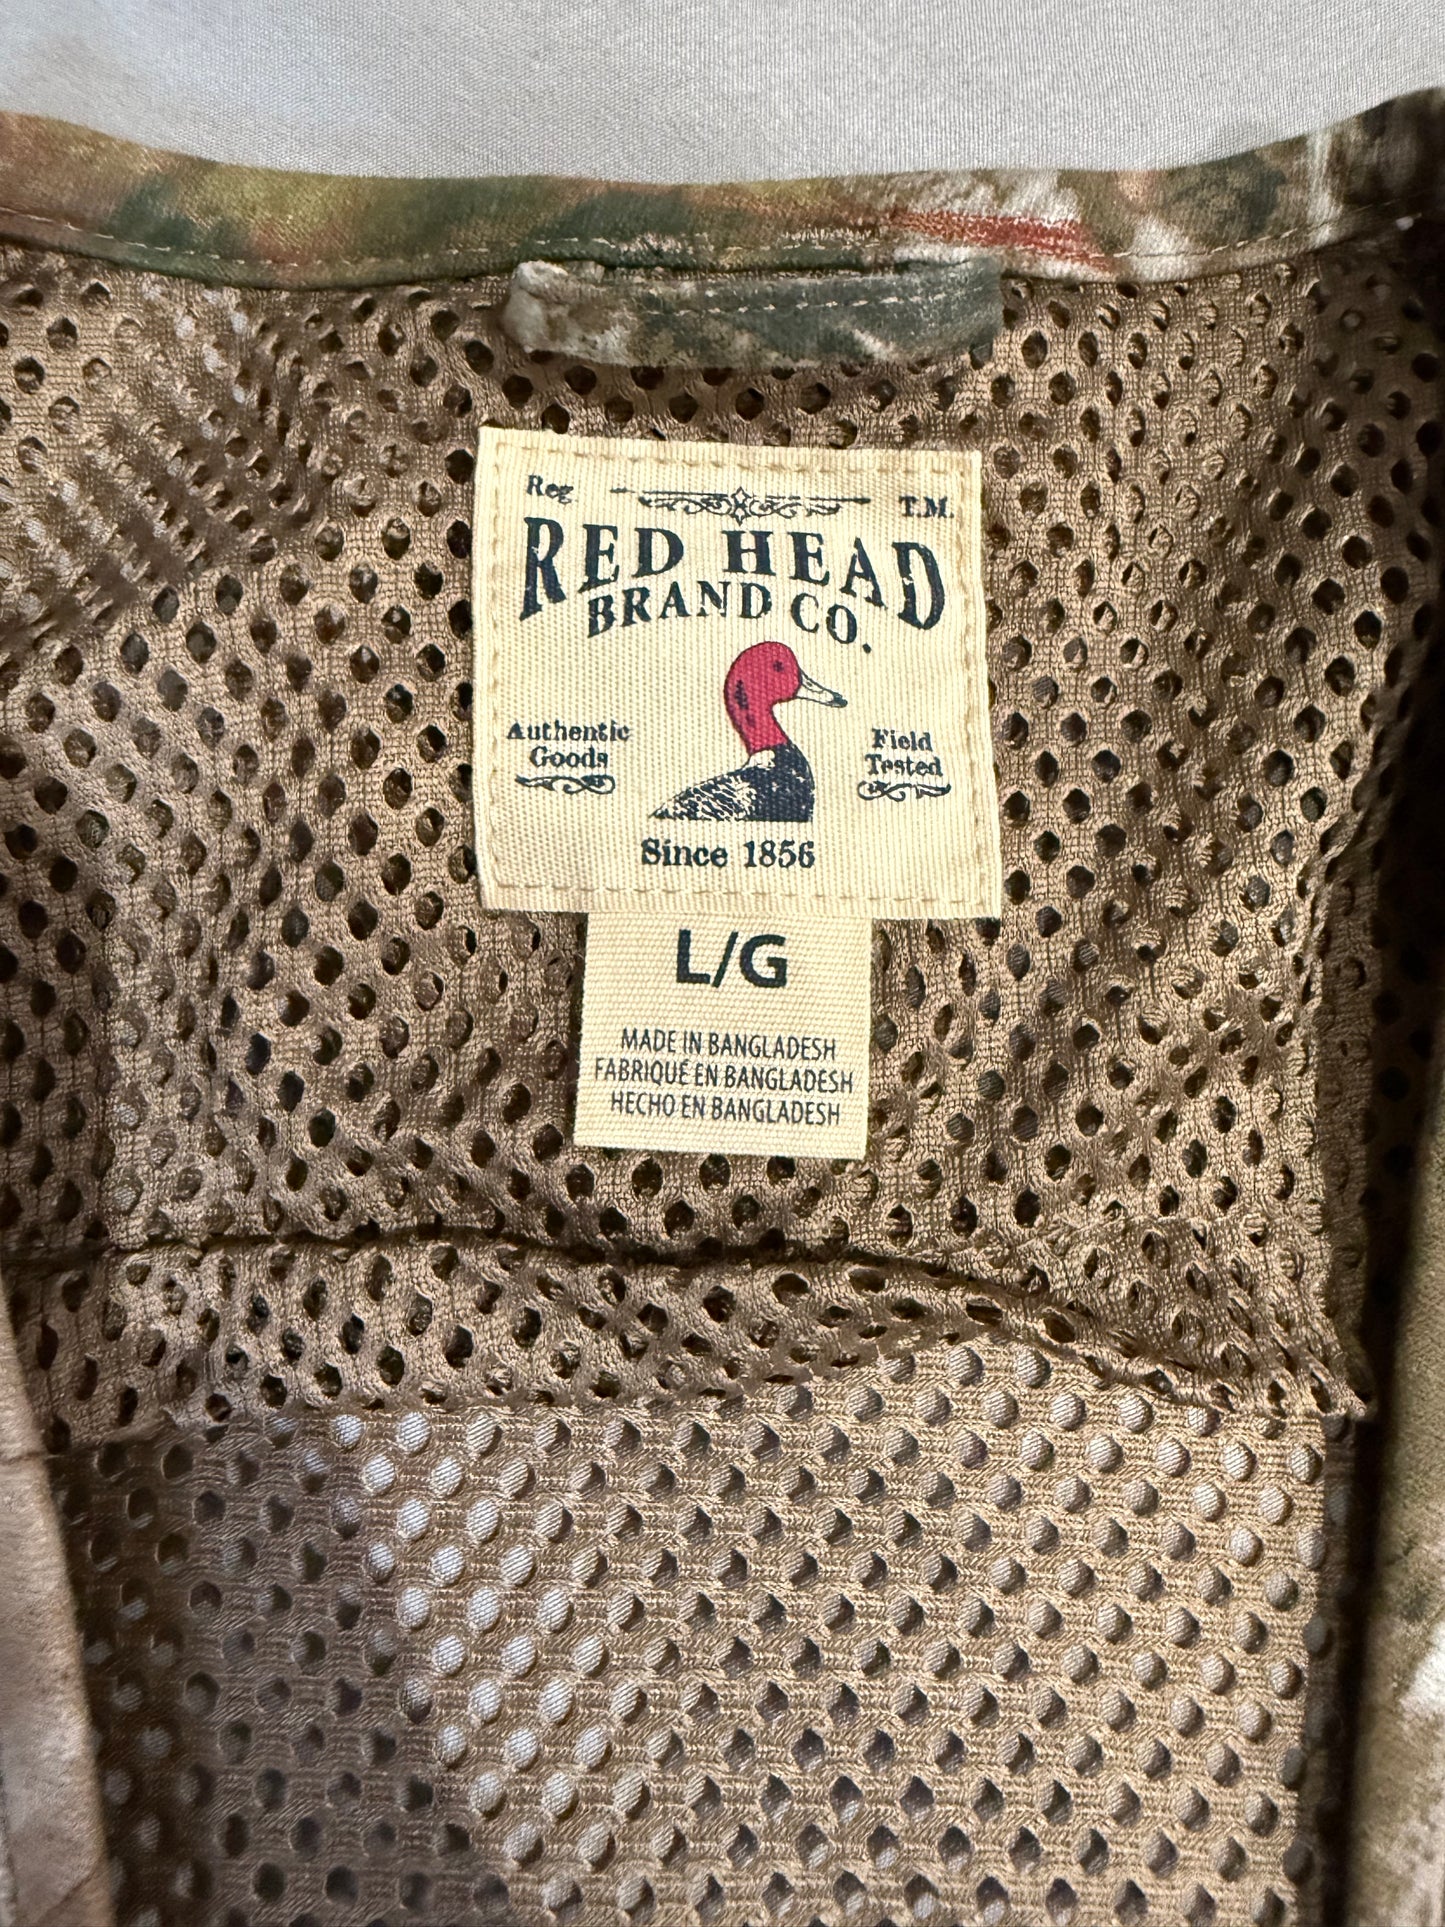 Reg. T.M.
RED HEAD
BRAND CO.
Authentic
Goods
Field
Tested
Since 1856
L/G
MADE IN BANGLADESH
FABRIQUÉ EN BANGLADESH
HECHO EN BANGLADESH